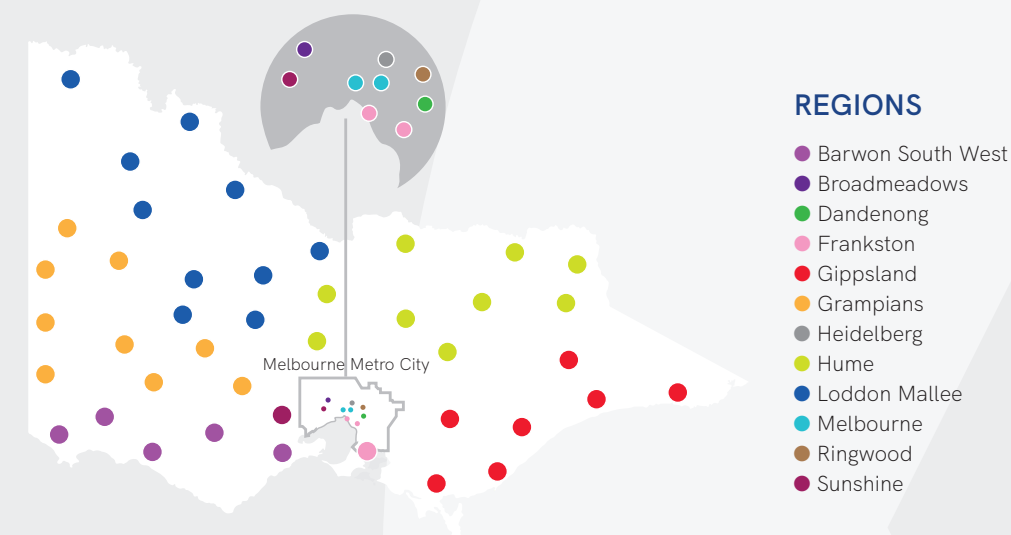 REGIONS
Barwon South West
Broadmeadows
Dandenong
Frankston
Gippsland
Grampians
Heidelberg
Hume
Loddon Mallee
Melbourne
Ringwood
Sunshine
Melbourne Metro City